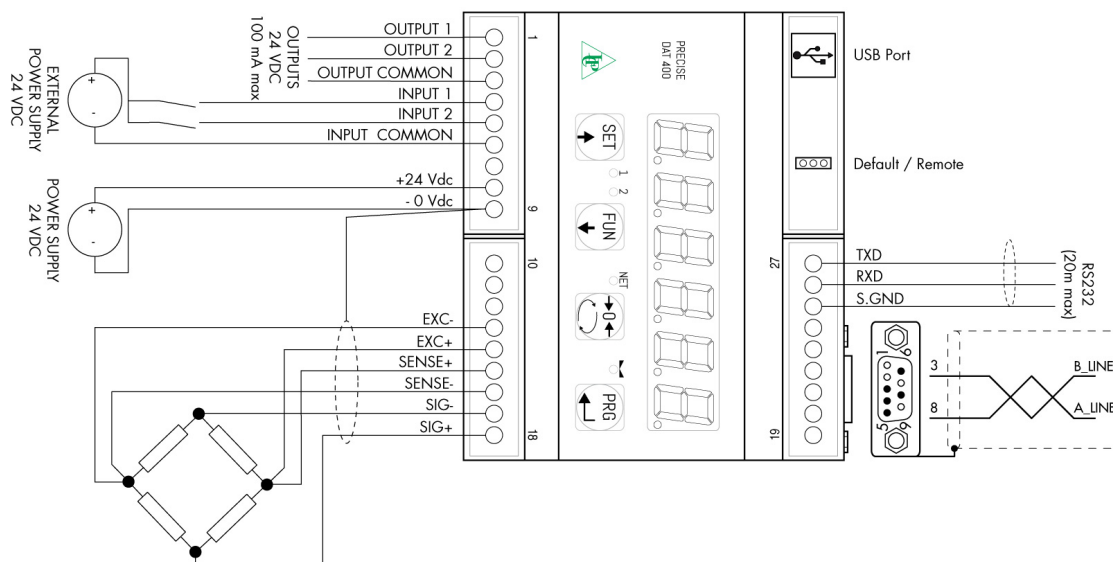 OUTPUT 1
OUTPUT 2
OUTPUT COMMON
INPUT 1
INPUT 2
INPUT COMMON
+24 Vdc
- 0 Vdc
OUTPUTS
24 VDC
100 mA max
EXTERNAL
POWER SUPPLY
24 VDC
+
-
POWER SUPPLY
24 VDC
+
-
EXC-
EXC+
SENSE+
SENSE-
SIG-
SIG+
1
9
10
18
PRECISE
DAT 400
SET
1
2
FUN
NET
0
PRG
USB Port
Default / Remote
27
19
TXD
RXD
S.GND
RS232
(20m max)
1
6
5
9
3
8
B_LINE
A_LINE